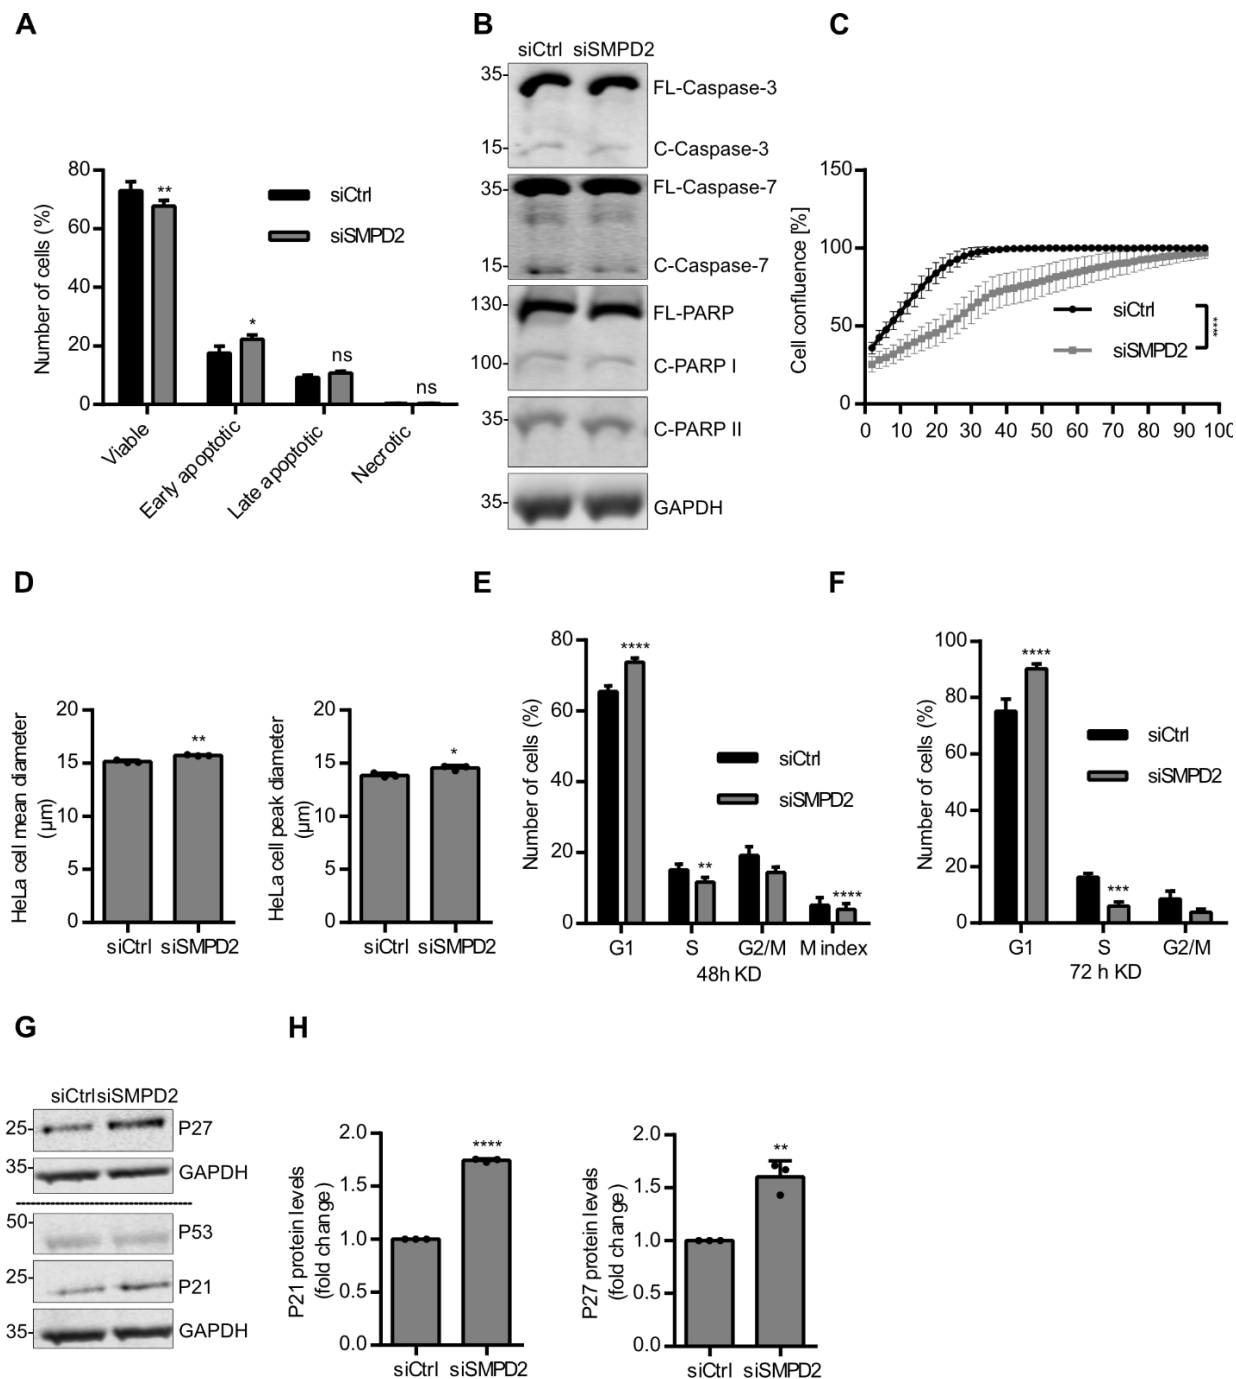 A
B
C
siCtrl siSMPD2
35
FL-Caspase-3
15
C-Caspase-3
35
FL-Caspase-7
15
C-Caspase-7
130
FL-PARP
100
C-PARP I
35
C-PARP II
35
GAPDH
Number of cells (%)
80
60
40
20
0
**
*
ns
ns
siCtrl
siSMPD2
Viable
Early apoptotic
Late apoptotic
Necrotic
Cell confluence [%]
150
100
50
0
siCtrl
siSMPD2
****
0 10 20 30 40 50 60 70 80 90 100
D
E
F
HeLa cell mean diameter
(µm)
20
15
10
5
0
**
siCtrl siSMPD2
HeLa cell peak diameter
(µm)
20
15
10
5
0
*
siCtrl siSMPD2
Number of cells (%)
80
60
40
20
0
****
**
****
siCtrl
siSMPD2
G1 S G2/M M index
48h KD
Number of cells (%)
100
80
60
40
20
0
****
***
siCtrl
siSMPD2
G1 S G2/M
72 h KD
G
H
siCtrl siSMPD2
25
P27
35
GAPDH
50
P53
25
P21
35
GAPDH
P21 protein levels
(fold change)
2.0
1.5
1.0
0.5
0.0
****
siCtrl siSMPD2
P27 protein levels
(fold change)
2.0
1.5
1.0
0.5
0.0
**
siCtrl siSMPD2